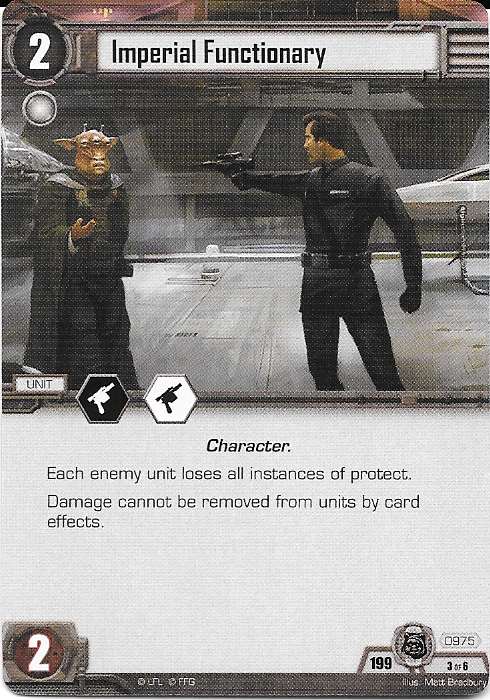 2
Imperial Functionary
UNIT
Character.
Each enemy unit loses all instances of protect.
Damage cannot be removed from units by card
effects.
2
0975
199
3 OF 6
© LFL © FFG
Illus. Matt Bradbury